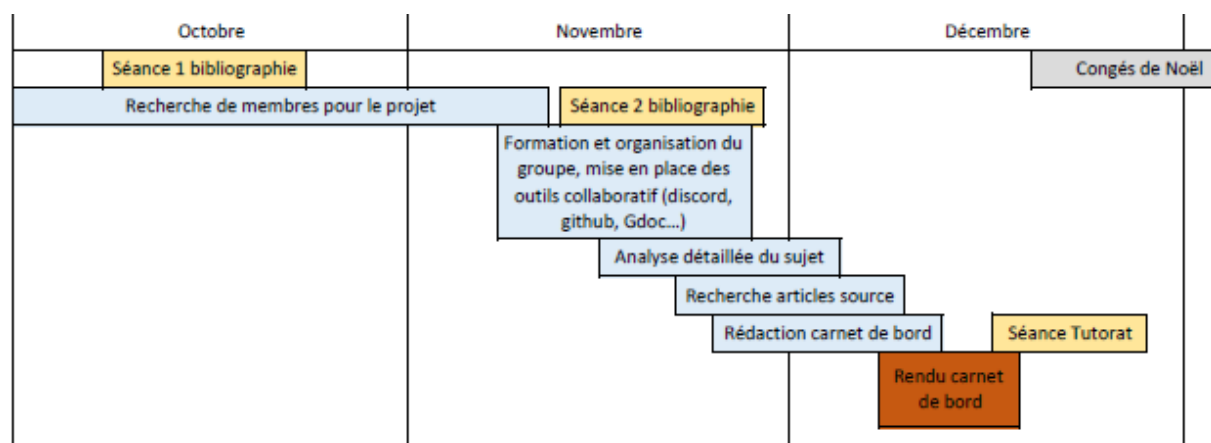 Octobre
Novembre
Décembre
Séance 1 bibliographie
Congés de Noël
Recherche de membres pour le projet
Séance 2 bibliographie
Formation et organisation du
groupe, mise en place des
outils collaboratif (discord,
github, Gdoc...)
Analyse détaillée du sujet
Recherche articles source
Rédaction carnet de bord
Séance Tutorat
Rendu carnet
de bord